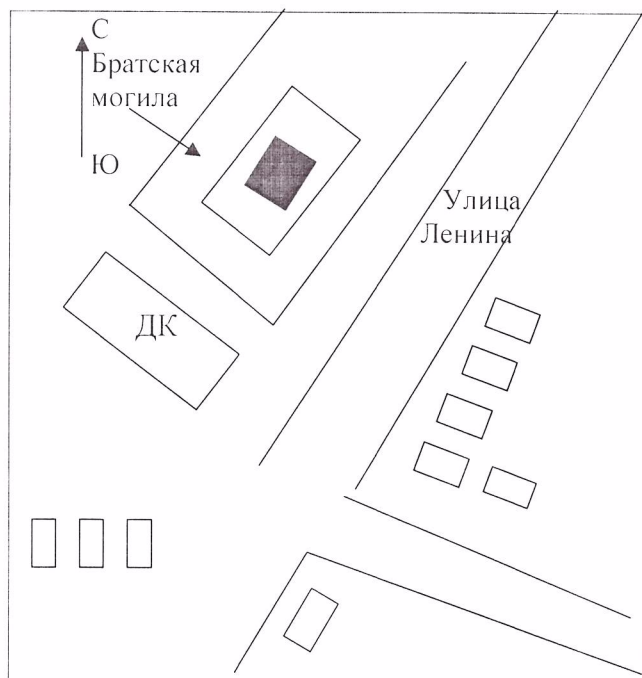 С
Братская
могила
Ю
Улица
Ленина
ДК